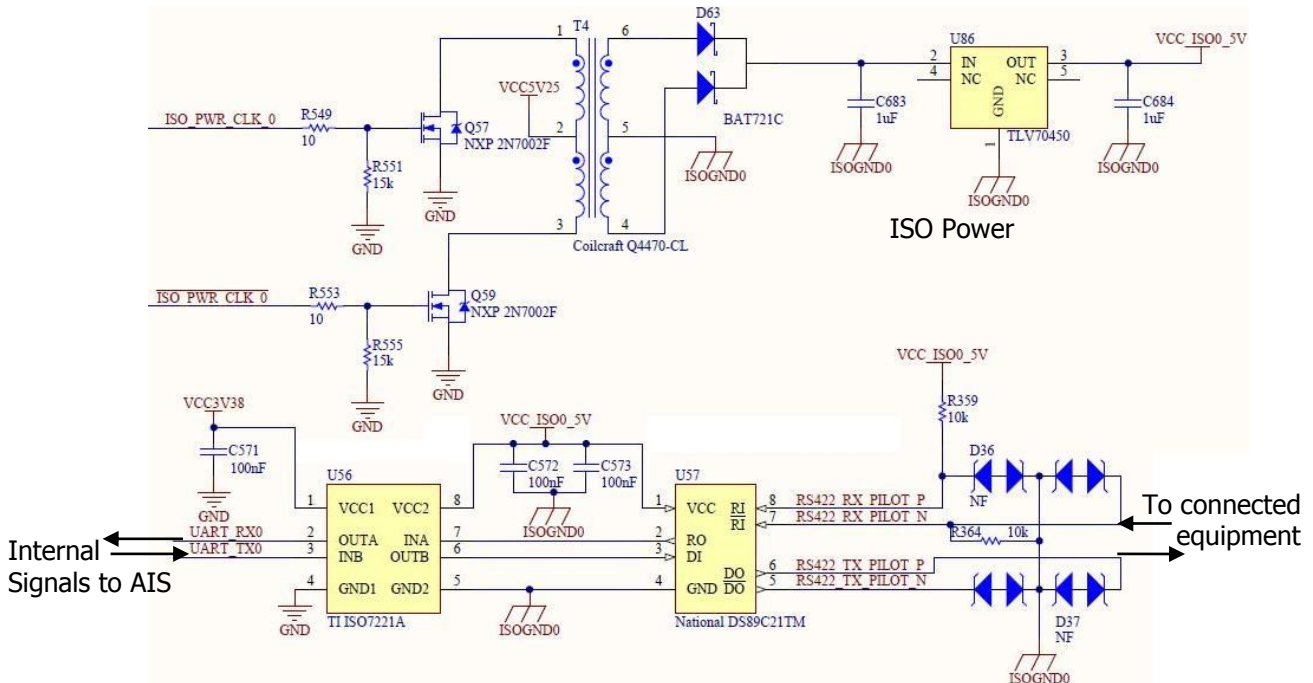 T4
D63
1
6
U86
VCC_ISO0_5V
2
IN
OUT
3
4
NC
NC
5
GND
1
VCC5V25
C683
1uF
C684
1uF
BAT721C
TLV70450
ISO_PWR_CLK_0
R549
10
Q57
NXP 2N7002F
2
5
R551
15k
ISOGND0
ISOGND0
ISOGND0
ISOGND0
GND
GND
3
4
ISO Power
Coilcraft Q4470-CL
ISO_PWR_CLK_0
R553
10
Q59
NXP 2N7002F
R555
15k
GND
GND
VCC_ISO0_5V
R359
10k
VCC3V38
C571
100nF
GND
VCC_ISO0_5V
C572
100nF
C573
100nF
ISOGND0
U56
1
VCC1
VCC2
8
UART_RX0
2
OUTA
INA
7
UART_TX0
3
INB
OUTB
6
4
GND1
GND2
5
GND
TI ISO7221A
ISOGND0
U57
1
VCC
RI
8
RS422_RX_PILOT_P
RI
7
RS422_RX_PILOT_N
2
RO
3
DI
DO
6
RS422_TX_PILOT_P
4
GND
DO
5
RS422_TX_PILOT_N
National DS89C21TM
D36
NF
R364
10k
D37
NF
ISOGND0
Internal
Signals to AIS
To connected
equipment